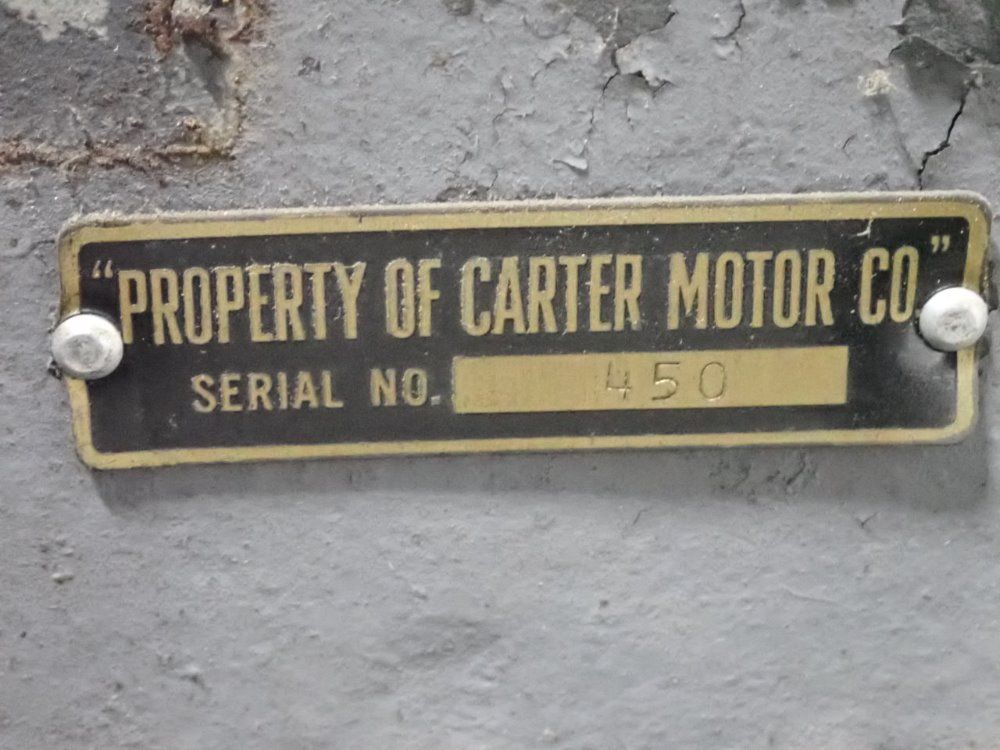 “PROPERTY OF CARTER MOTOR CO.”
SERIAL NO. 450